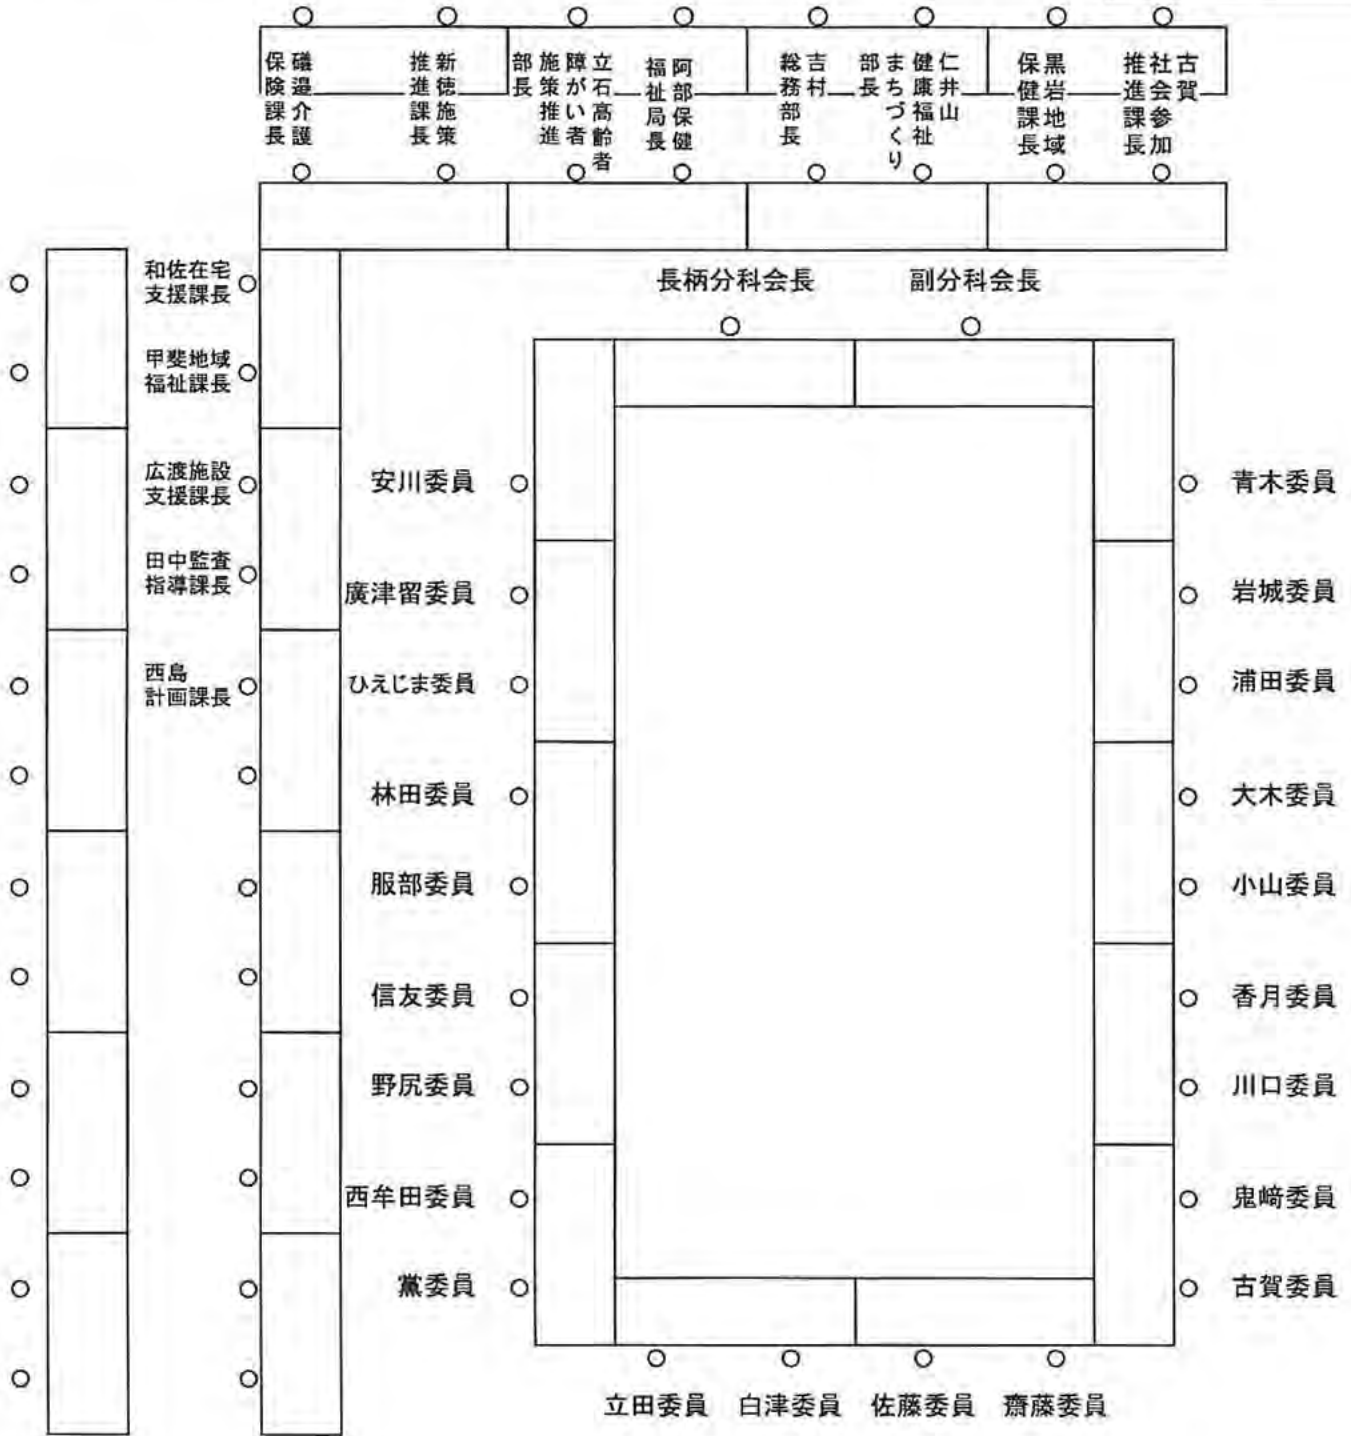 礒邉介護
保険課長
新徳施策
推進課長
立石高齢者
障がい者
施策推進
部長
阿部保健
福祉局長
吉村
総務部長
仁井山
健康福祉
まちづくり
部長
黒岩地域
保健課長
古賀
社会参加
推進課長
和佐在宅
支援課長
甲斐地域
福祉課長
広渡施設
支援課長
田中監査
指導課長
西島
計画課長
長柄分科会長
副分科会長
安川委員
廣津留委員
ひえじま委員
林田委員
服部委員
信友委員
野尻委員
西牟田委員
黨委員
青木委員
岩城委員
浦田委員
大木委員
小山委員
香月委員
川口委員
鬼﨑委員
古賀委員
立田委員
白津委員
佐藤委員
齋藤委員